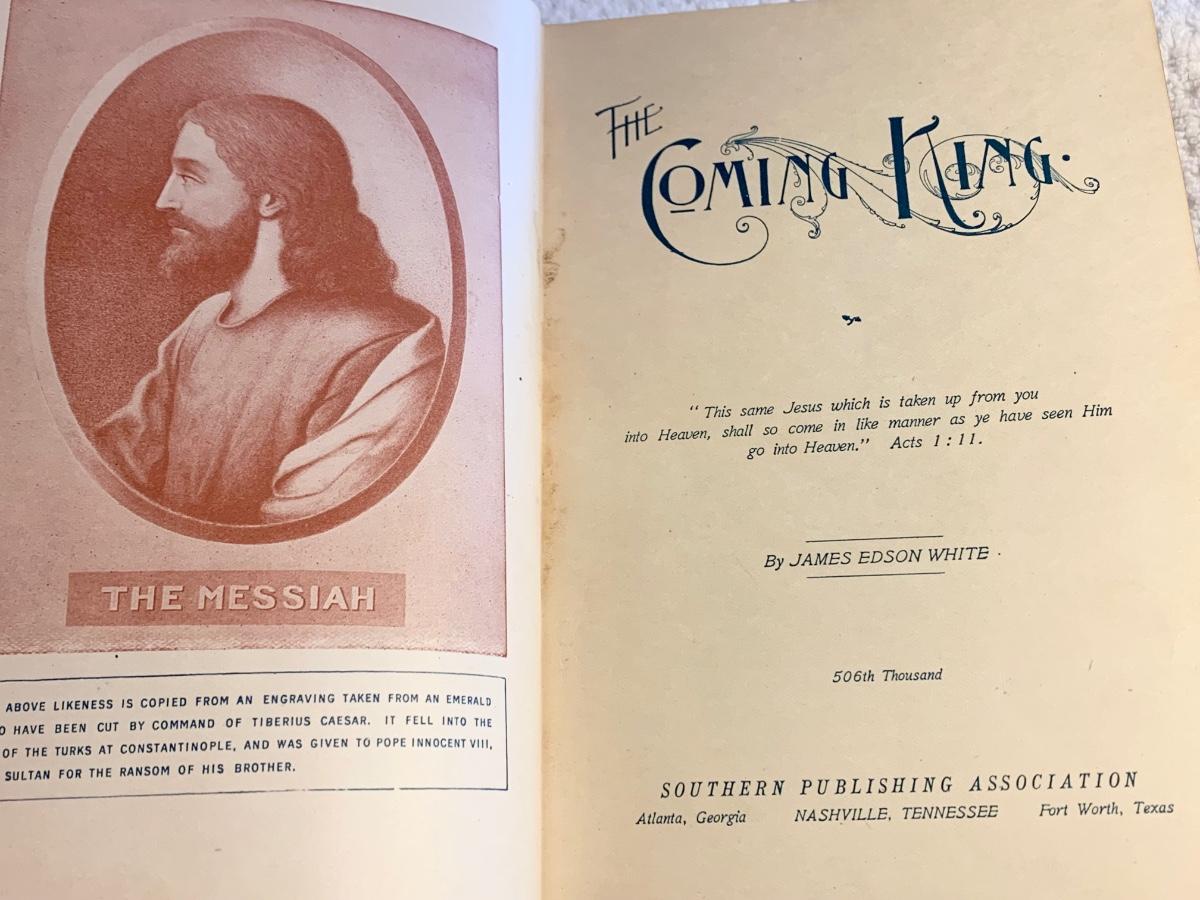 THE MESSIAH
ABOVE LIKENESS IS COPIED FROM AN ENGRAVING TAKEN FROM AN EMERALD
HAVE BEEN CUT BY COMMAND OF TIBERIUS CAESAR. IT FELL INTO THE
OF THE TURKS AT CONSTANTINOPLE, AND WAS GIVEN TO POPE INNOCENT VIII,
SULTAN FOR THE RANSOM OF HIS BROTHER.
THE
COMING KING.
“This same Jesus which is taken up from you
into Heaven, shall so come in like manner as ye have seen Him
go into Heaven.” Acts 1:11.
By JAMES EDSON WHITE
506th Thousand
SOUTHERN PUBLISHING ASSOCIATION
Atlanta, Georgia NASHVILLE, TENNESSEE Fort Worth, Texas